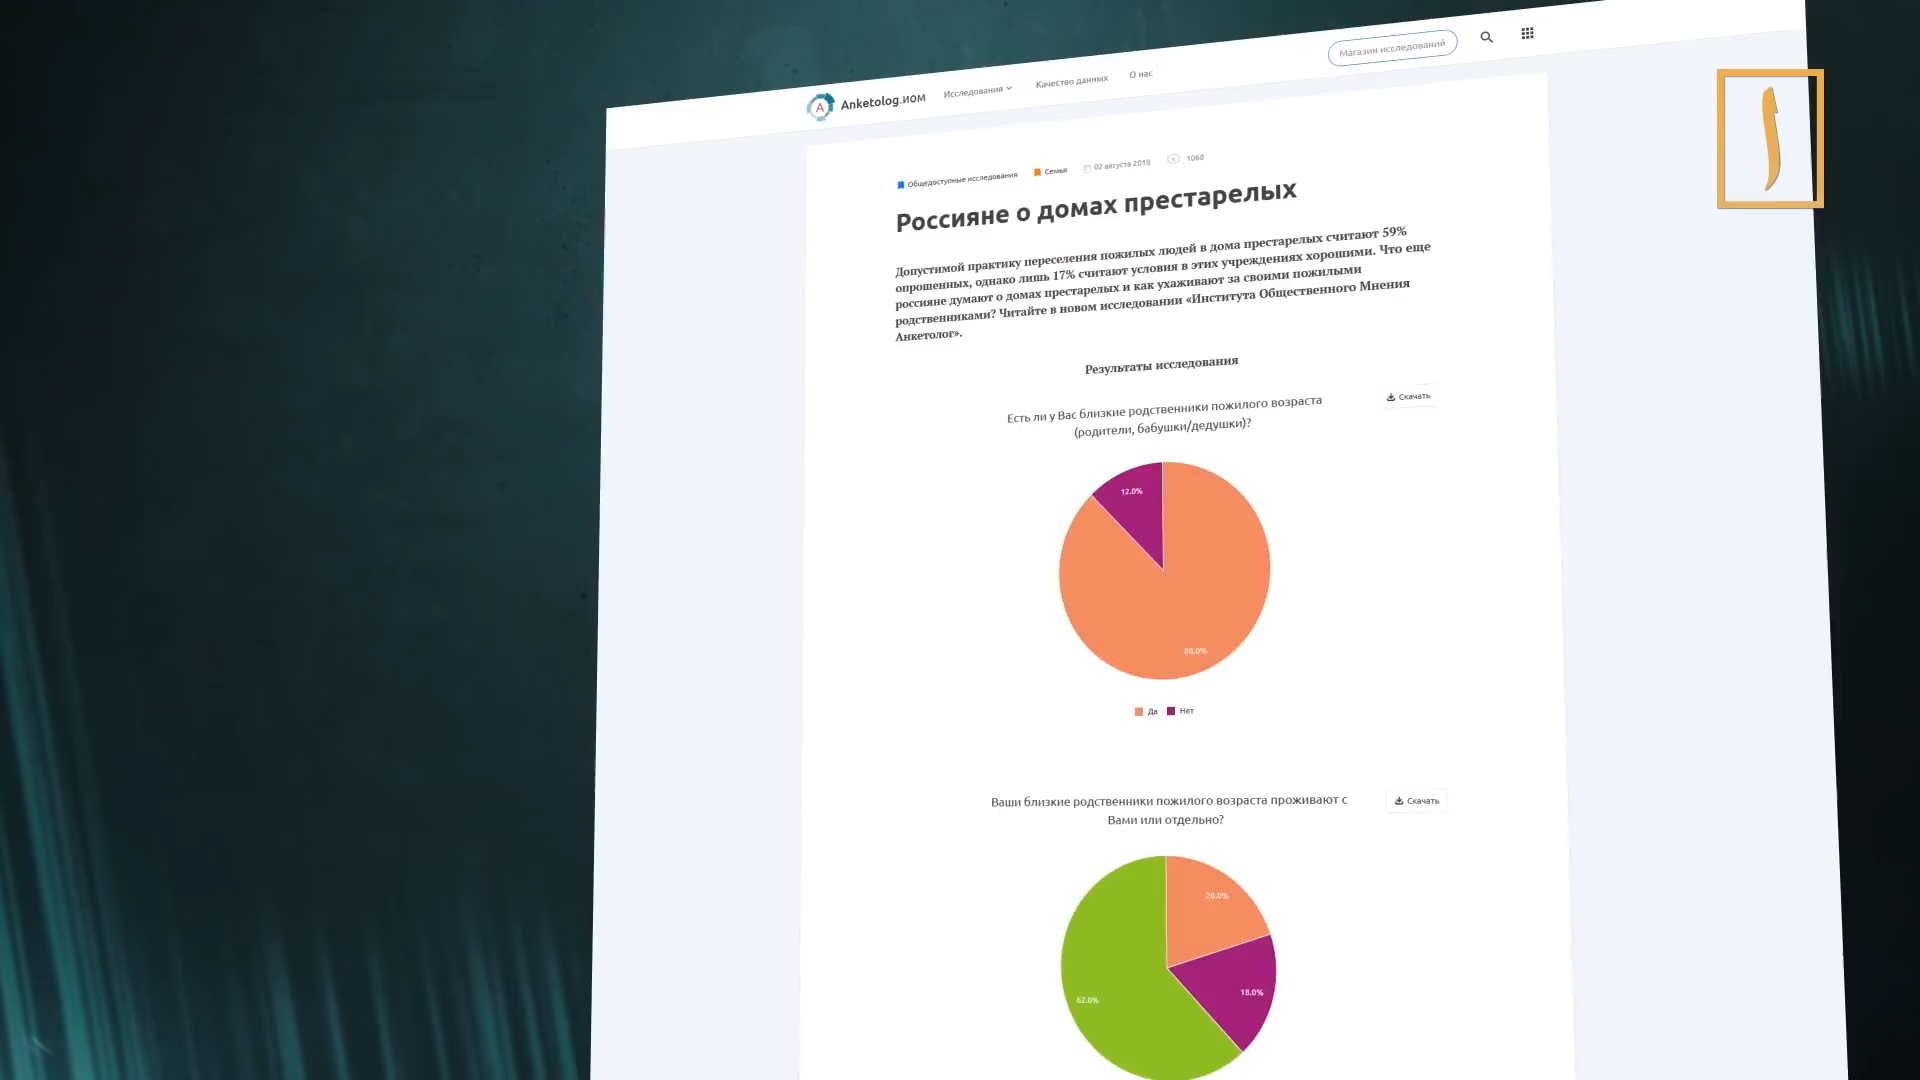 Anketolog.иом
Исследования
Качество данных
О нас
Магазин исследований
Общедоступные исследования
Семья
02 августа 2018
1068
Россияне о домах престарелых
Допустимой практику переселения пожилых людей в дома престарелых считают 59%
опрошенных, однако лишь 17% считают условия в этих учреждениях хорошими. Что еще
россияне думают о домах престарелых и как ухаживают за своими пожилыми
родственниками? Читайте в новом исследовании «Института Общественного Мнения
Анкетолог».
Результаты исследования
Есть ли у Вас близкие родственники пожилого возраста
(родители, бабушки/дедушки)?
Скачать
12.0%
88.0%
Да
Нет
Ваши близкие родственники пожилого возраста проживают с
Вами или отдельно?
Скачать
20.0%
18.0%
62.0%